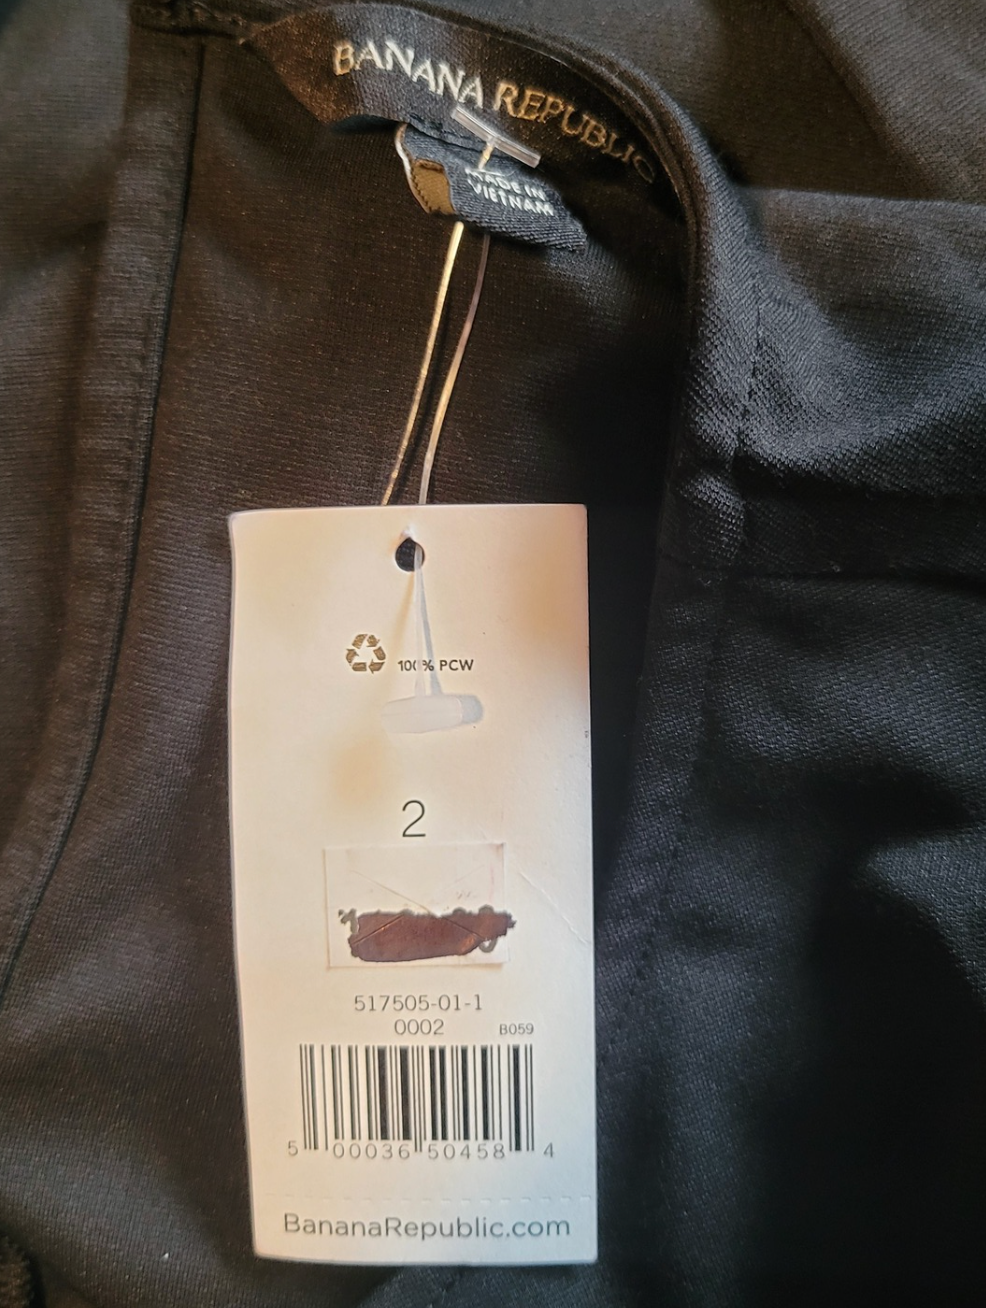 BANANA REPUBLIC
MADE IN
VIETNAM
100% PCW
2
517505-01-1
0002 B059
5 00036 50458 4
BananaRepublic.com